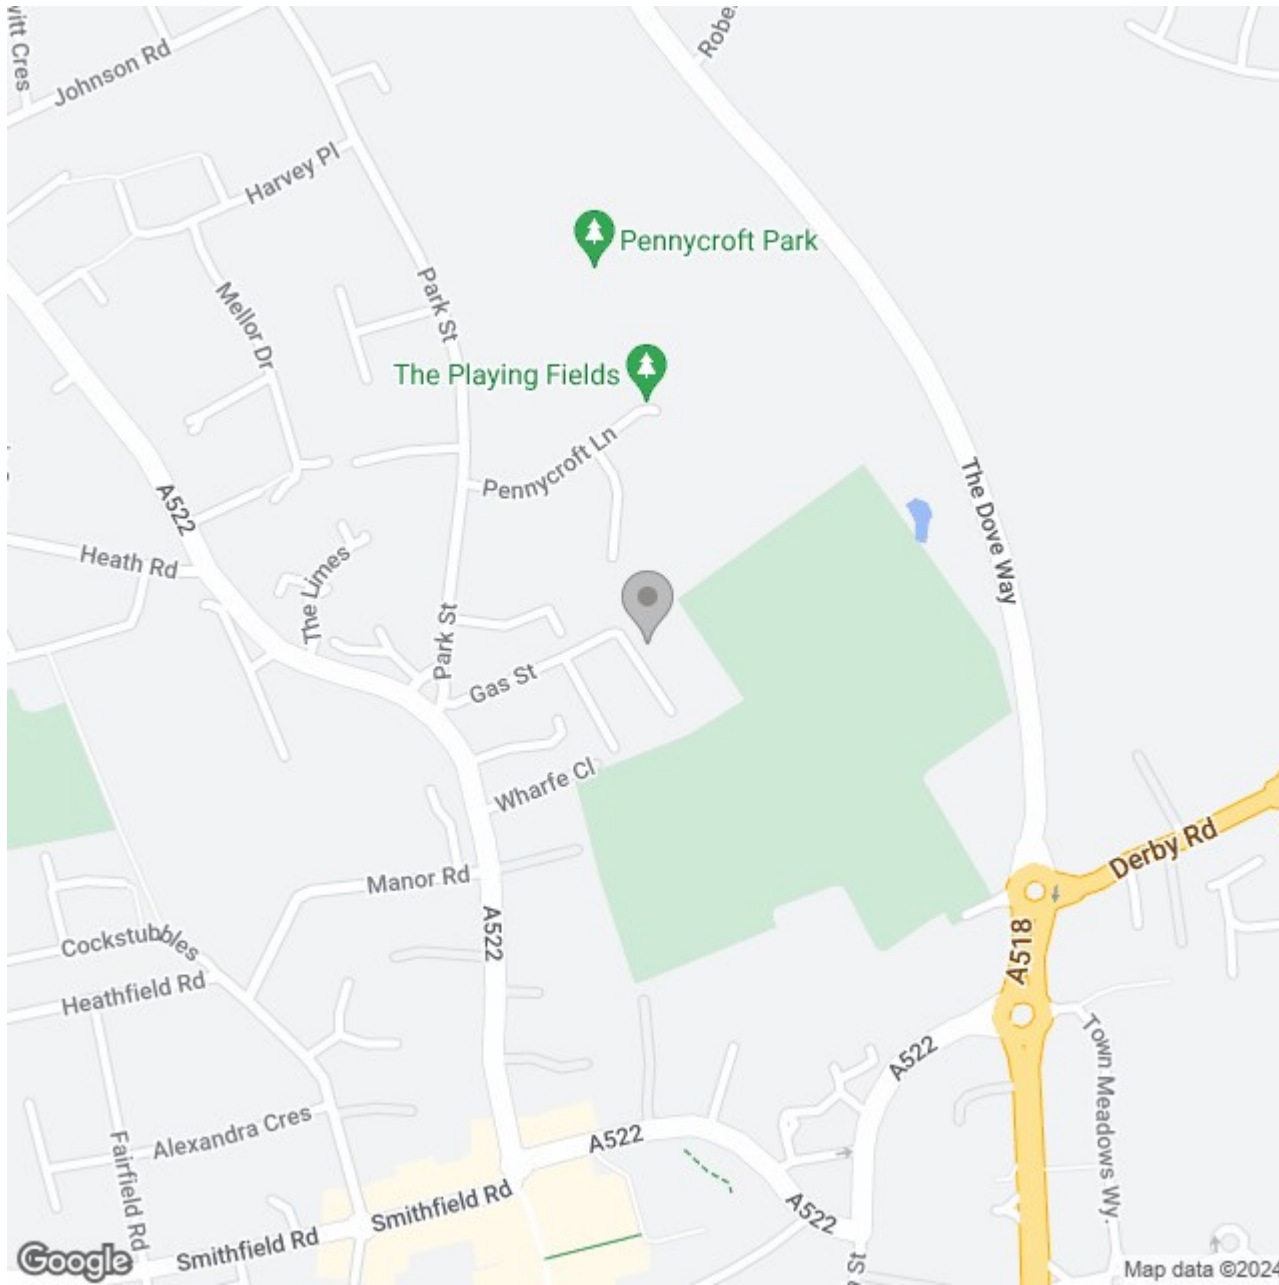 Johnson Rd
Harvey Pl
Mellor Dr
Park St
Pennycroft Park
The Playing Fields
Pennycroft Ln
A522
Heath Rd
The Limes
Park St
Gas St
The Dove Way
Wharfe Cl
Manor Rd
A522
Derby Rd
A518
Cockstubbles
Heathfield Rd
A522
Town Meadows Wy.
Alexandra Cres
Fairfield Rd
A522
A522
Smithfield Rd
Smithfield Rd
St
Google
Map data ©2024